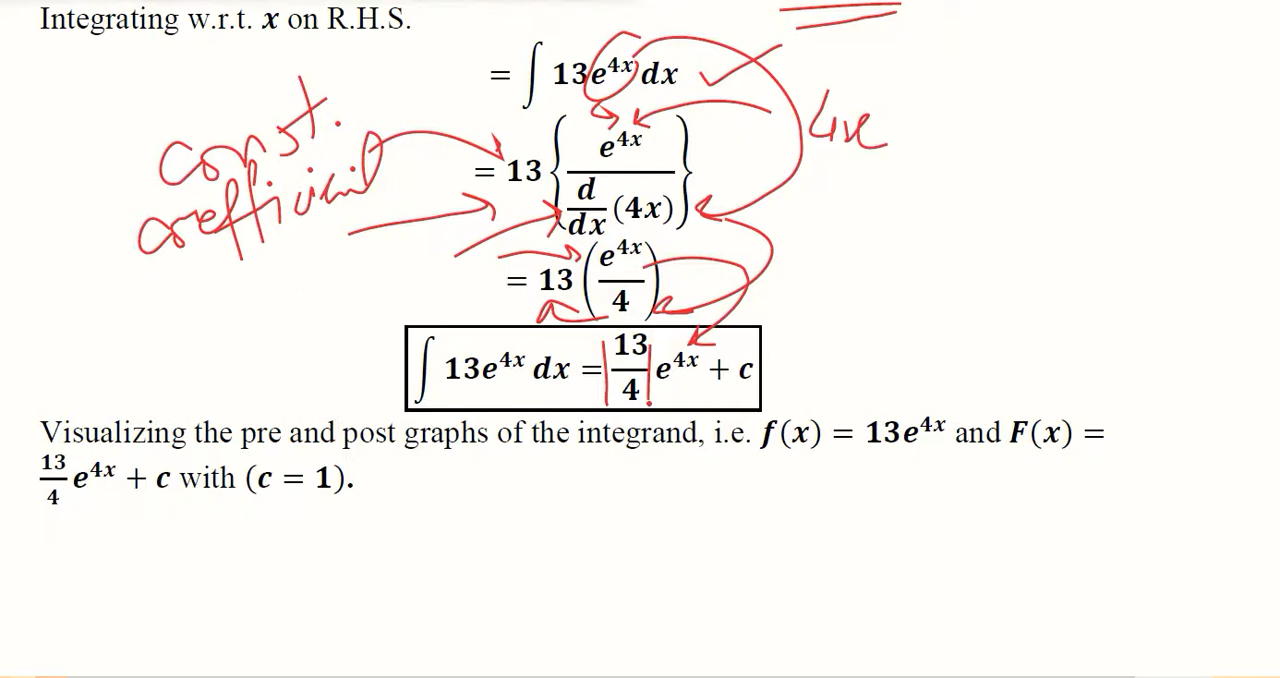 Integrating w.r.t. x on R.H.S.
= ∫ 13e^{4x} dx
const.
coefficient
= 13 { e^{4x} / d/dx (4x) }
= 13 ( e^{4x} / 4 )
∫ 13e^{4x} dx = 13/4 e^{4x} + c
Visualizing the pre and post graphs of the integrand, i.e. f(x) = 13e^{4x} and F(x) =
13/4 e^{4x} + c with (c = 1).